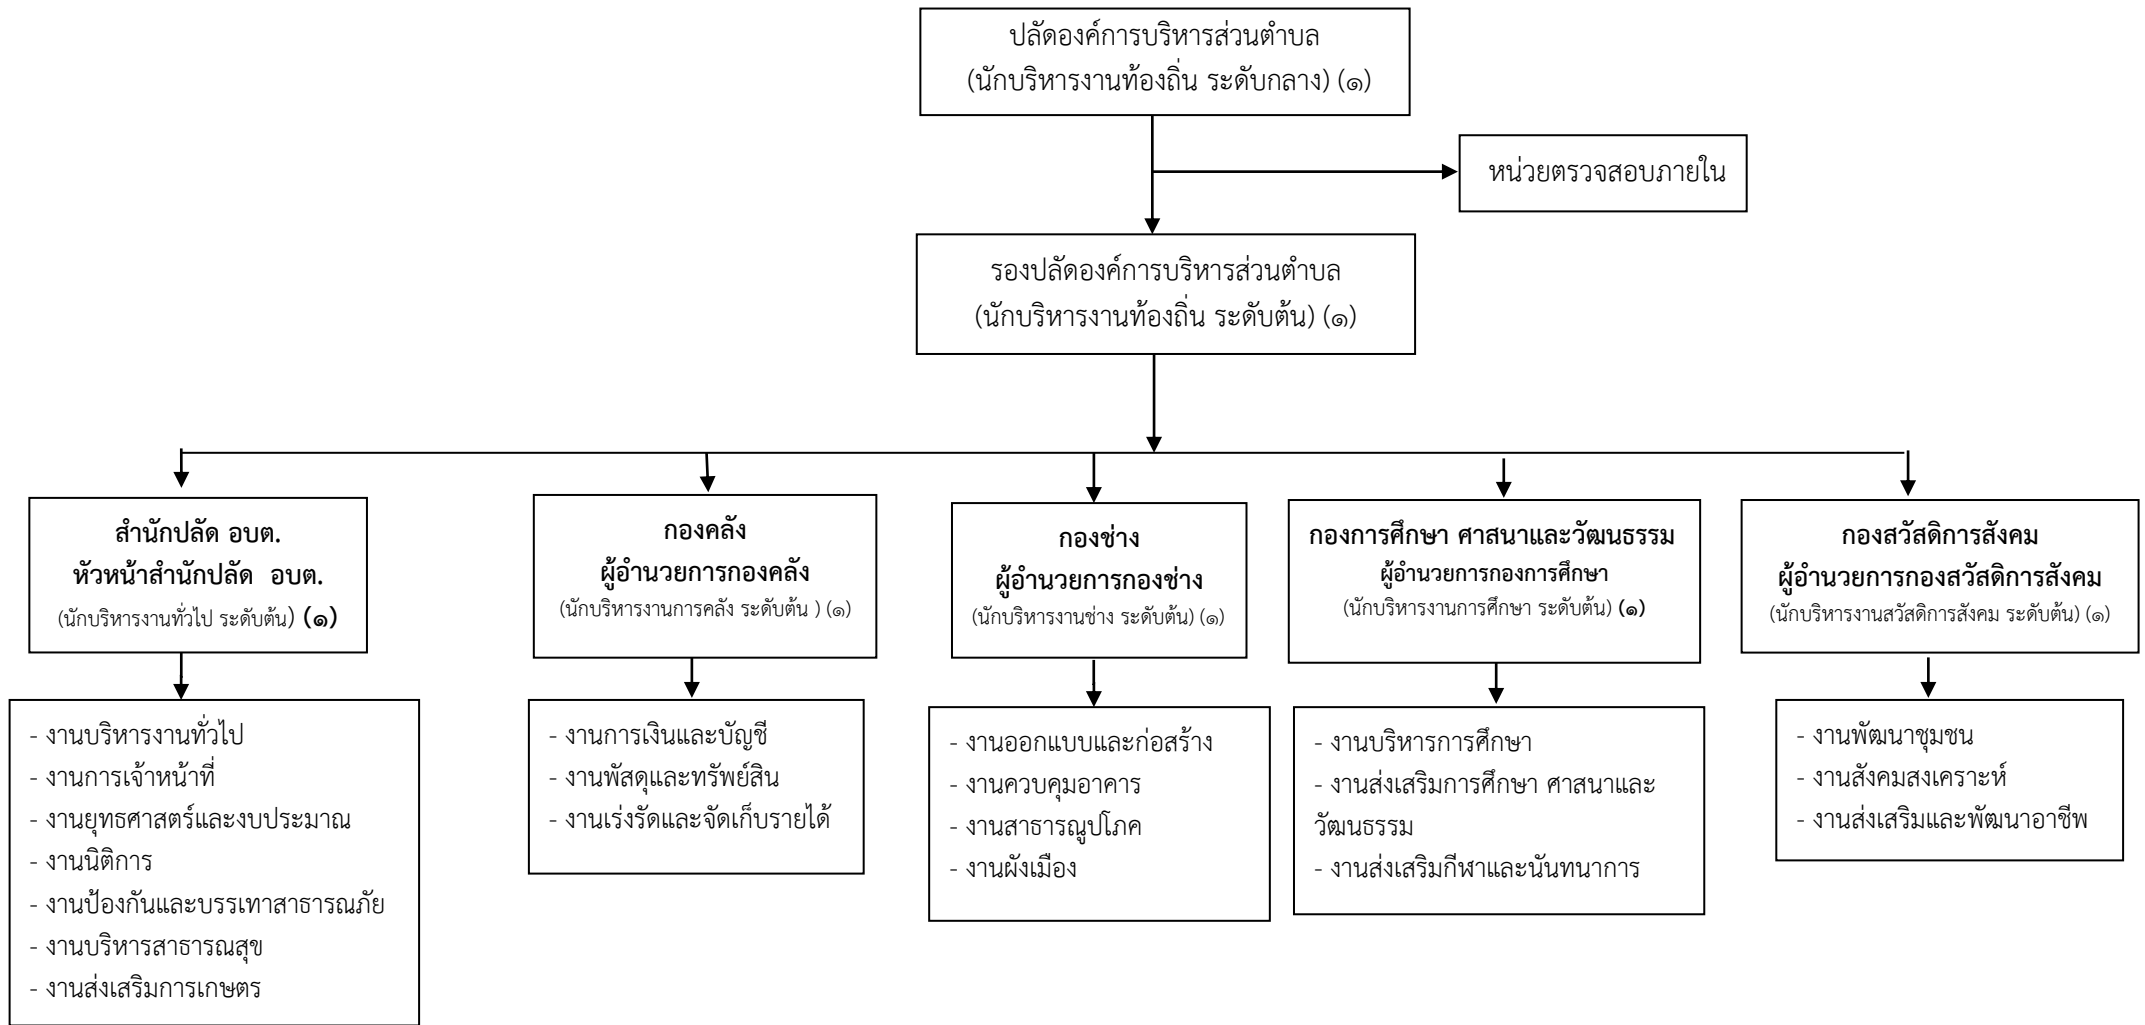 ปลัดองค์การบริหารส่วนตำบล
(นักบริหารงานท้องถิ่น ระดับกลาง) (๑)
หน่วยตรวจสอบภายใน
รองปลัดองค์การบริหารส่วนตำบล
(นักบริหารงานท้องถิ่น ระดับต้น) (๑)
สำนักปลัด อบต.
หัวหน้าสำนักปลัด อบต.
(นักบริหารงานทั่วไป ระดับต้น) (๑)
กองคลัง
ผู้อำนวยการกองคลัง
(นักบริหารงานการคลัง ระดับต้น ) (๑)
กองช่าง
ผู้อำนวยการกองช่าง
(นักบริหารงานช่าง ระดับต้น) (๑)
กองการศึกษา ศาสนาและวัฒนธรรม
ผู้อำนวยการกองการศึกษา
(นักบริหารงานการศึกษา ระดับต้น) (๑)
กองสวัสดิการสังคม
ผู้อำนวยการกองสวัสดิการสังคม
(นักบริหารงานสวัสดิการสังคม ระดับต้น) (๑)
- งานบริหารงานทั่วไป
- งานการเจ้าหน้าที่
- งานยุทธศาสตร์และงบประมาณ
- งานนิติการ
- งานป้องกันและบรรเทาสาธารณภัย
- งานบริหารสาธารณสุข
- งานส่งเสริมการเกษตร
- งานการเงินและบัญชี
- งานพัสดุและทรัพย์สิน
- งานเร่งรัดและจัดเก็บรายได้
- งานออกแบบและก่อสร้าง
- งานควบคุมอาคาร
- งานสาธารณูปโภค
- งานผังเมือง
- งานบริหารการศึกษา
- งานส่งเสริมการศึกษา ศาสนาและ
วัฒนธรรม
- งานส่งเสริมกีฬาและนันทนาการ
- งานพัฒนาชุมชน
- งานสังคมสงเคราะห์
- งานส่งเสริมและพัฒนาอาชีพ